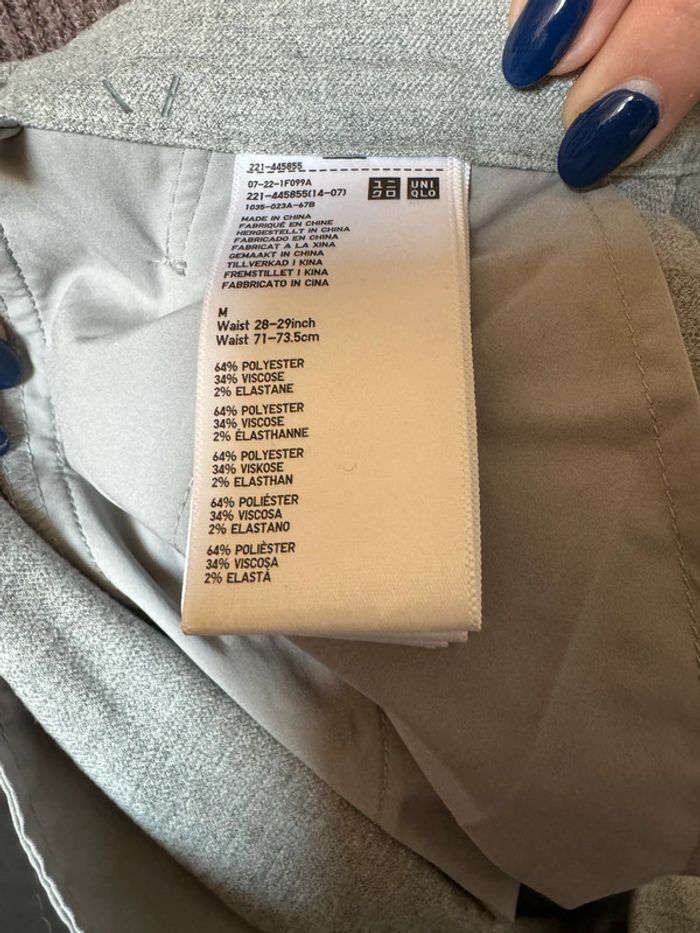 221-445855
07-22-1F099A
221-445855(14-07)
1035-023A-67B
ユニ
クロ
UNI
QLO
MADE IN CHINA
FABRIQUÉ EN CHINE
HERGESTELLT IN CHINA
FABRICADO EN CHINA
FABRICAT A LA XINA
GEMAAKT IN CHINA
TILLVERKAD I KINA
FREMSTILLET I KINA
FABBRICATO IN CINA
M
Waist 28-29inch
Waist 71-73.5cm
64% POLYESTER
34% VISCOSE
2% ELASTANE
64% POLYESTER
34% VISCOSE
2% ÉLASTHANNE
64% POLYESTER
34% VISKOSE
2% ELASTHAN
64% POLIÉSTER
34% VISCOSA
2% ELASTANO
64% POLIÈSTER
34% VISCOSA
2% ELASTÀ